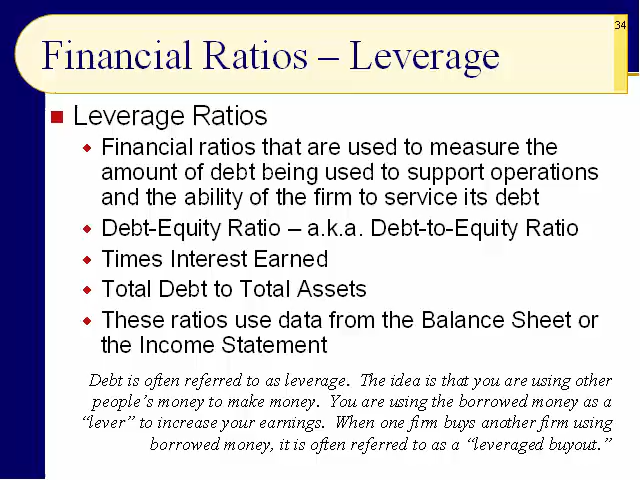 34
Financial Ratios – Leverage
Leverage Ratios
Financial ratios that are used to measure the
amount of debt being used to support operations
and the ability of the firm to service its debt
Debt-Equity Ratio – a.k.a. Debt-to-Equity Ratio
Times Interest Earned
Total Debt to Total Assets
These ratios use data from the Balance Sheet or
the Income Statement
Debt is often referred to as leverage. The idea is that you are using other
people's money to make money. You are using the borrowed money as a
“lever” to increase your earnings. When one firm buys another firm using
borrowed money, it is often referred to as a “leveraged buyout.”